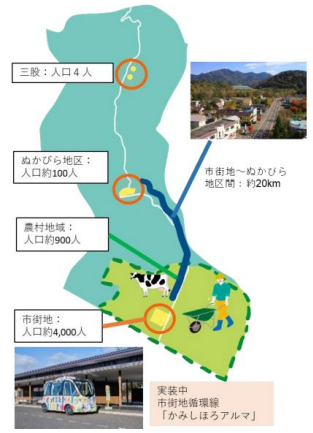 三股：人口４人
ぬかびら地区：
人口約100人
市街地～ぬかびら
地区間：約20km
農村地域：
人口約900人
市街地：
人口約4,000人
実装中
市街地循環線
「かみしほろアルマ」